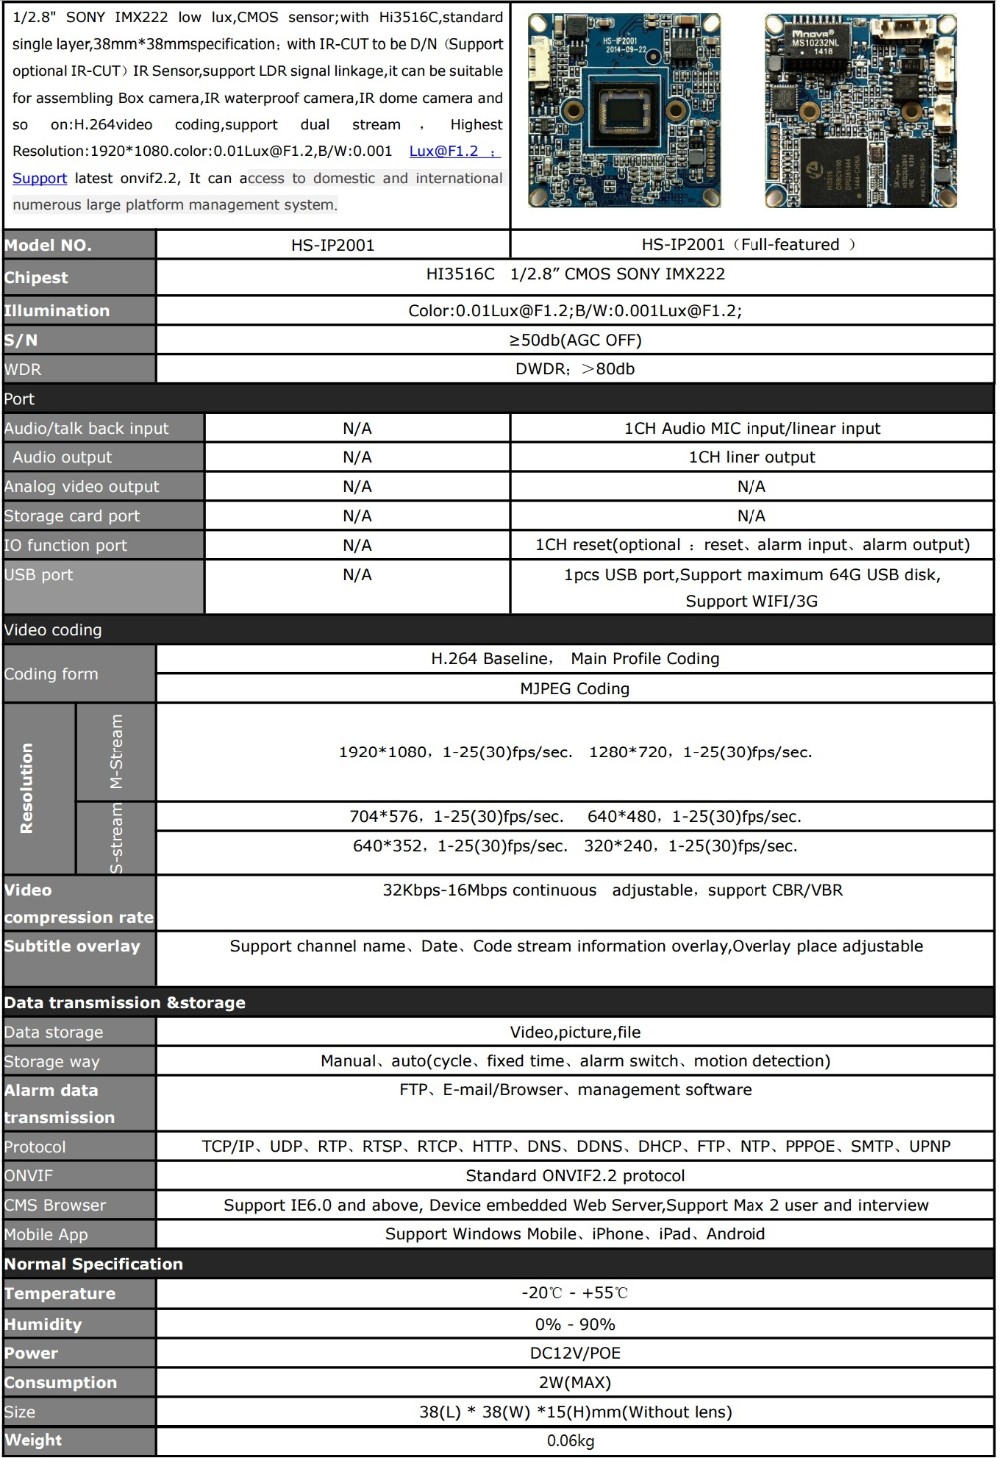 1/2.8" SONY IMX222 low lux,CMOS sensor;with Hi3516C,standard
single layer,38mm*38mmspecification; with IR-CUT to be D/N（Support
optional IR-CUT）IR Sensor,support LDR signal linkage,it can be suitable
for assembling Box camera,IR waterproof camera,IR dome camera and
so on:H.264video coding,support dual stream , Highest
Resolution:1920*1080.color:0.01Lux@F1.2,B/W:0.001 Lux@F1.2 ;
Support latest onvif2.2, It can access to domestic and international
numerous large platform management system.
HS-IP2001
2014-09-22
Mnova
MS10232NL
1418
Model NO. HS-IP2001 HS-IP2001（Full-featured ）
Chipest HI3516C 1/2.8” CMOS SONY IMX222
Illumination Color:0.01Lux@F1.2;B/W:0.001Lux@F1.2;
S/N ≥50db(AGC OFF)
WDR DWDR; ＞80db
Port
Audio/talk back input N/A 1CH Audio MIC input/linear input
Audio output N/A 1CH liner output
Analog video output N/A N/A
Storage card port N/A N/A
IO function port N/A 1CH reset(optional : reset、alarm input、alarm output)
USB port N/A 1pcs USB port,Support maximum 64G USB disk,
Support WIFI/3G
Video coding
Coding form H.264 Baseline， Main Profile Coding
MJPEG Coding
Resolution M-Stream 1920*1080，1-25(30)fps/sec. 1280*720，1-25(30)fps/sec.
S-stream 704*576，1-25(30)fps/sec. 640*480，1-25(30)fps/sec.
640*352，1-25(30)fps/sec. 320*240，1-25(30)fps/sec.
Video 32Kbps-16Mbps continuous adjustable，support CBR/VBR
compression rate
Subtitle overlay Support channel name、Date、Code stream information overlay,Overlay place adjustable
Data transmission &storage
Data storage Video,picture,file
Storage way Manual、auto(cycle、fixed time、alarm switch、motion detection)
Alarm data FTP、E-mail/Browser、management software
transmission
Protocol TCP/IP、UDP、RTP、RTSP、RTCP、HTTP、DNS、DDNS、DHCP、FTP、NTP、PPPOE、SMTP、UPNP
ONVIF Standard ONVIF2.2 protocol
CMS Browser Support IE6.0 and above, Device embedded Web Server,Support Max 2 user and interview
Mobile App Support Windows Mobile、iPhone、iPad、Android
Normal Specification
Temperature -20℃ - +55℃
Humidity 0% - 90%
Power DC12V/POE
Consumption 2W(MAX)
Size 38(L) * 38(W) *15(H)mm(Without lens)
Weight 0.06kg